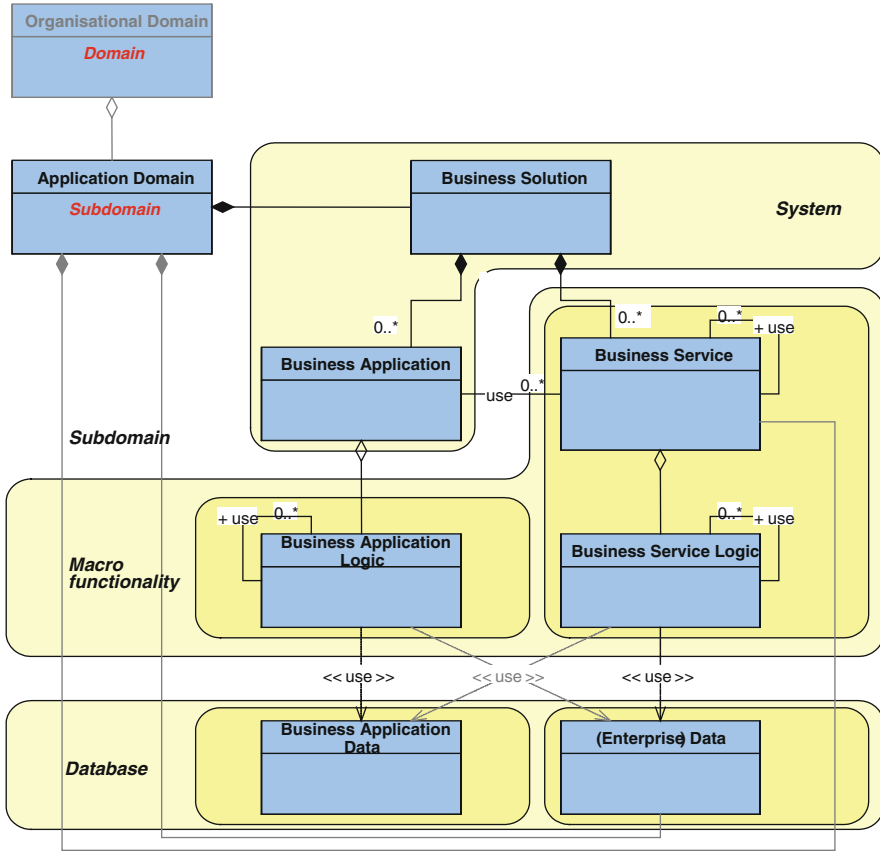 Organisational Domain
Domain
Application Domain
Subdomain
Business Solution
System
0..*
0..*
0..*
+ use
Business Application
use
0..*
Business Service
Subdomain
+ use
0..*
Business Application
Logic
0..*
+ use
Business Service Logic
Macro
functionality
<< use >>
<< use >>
<< use >>
Business Application
Data
(Enterprise) Data
Database